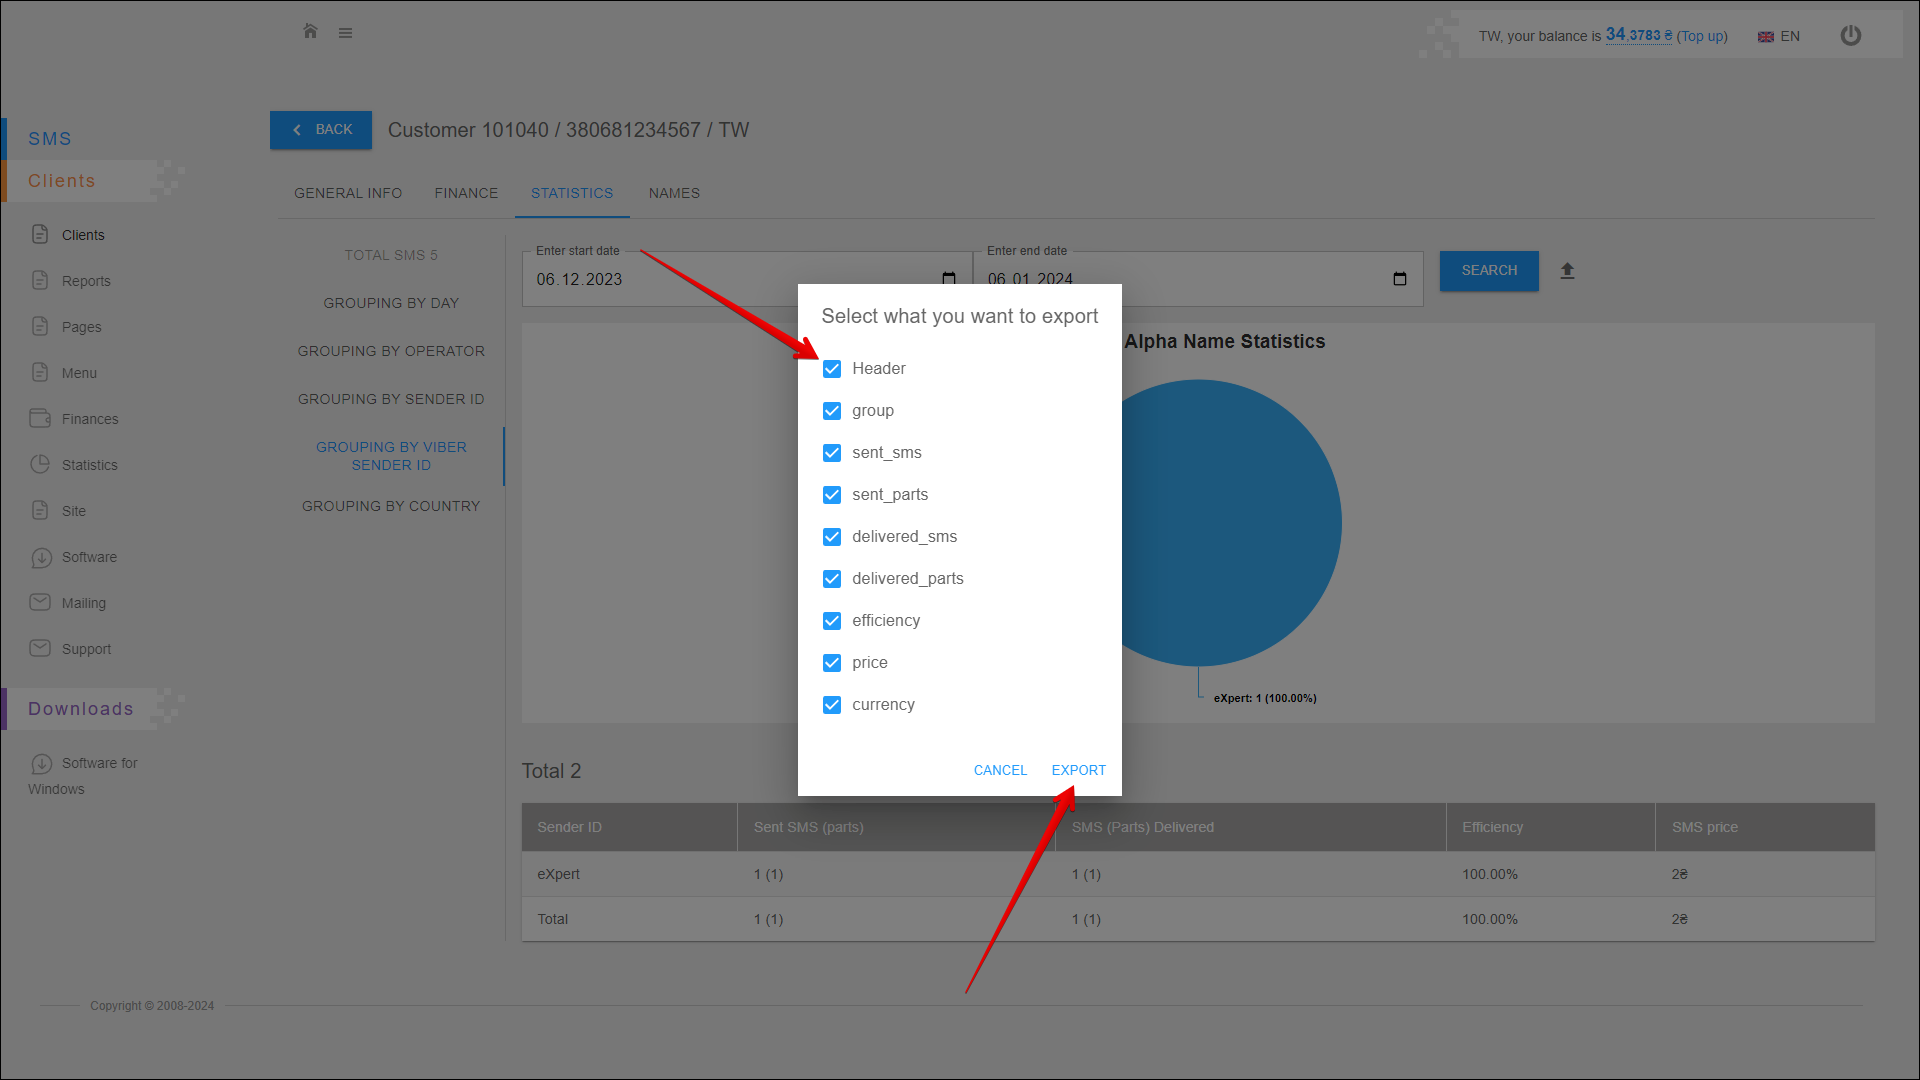 TW, your balance is 34,3783 ₴ (Top up)
EN
SMS
Clients
Clients
Reports
Pages
Menu
Finances
Statistics
Site
Software
Mailing
Support
Downloads
Software for
Windows
BACK
Customer 101040 / 380681234567 / TW
GENERAL INFO FINANCE STATISTICS NAMES
TOTAL SMS 5
GROUPING BY DAY
GROUPING BY OPERATOR
GROUPING BY SENDER ID
GROUPING BY VIBER
SENDER ID
GROUPING BY COUNTRY
Enter start date
06.12.2023
Enter end date
06.01.2024
SEARCH
Select what you want to export
Header
group
sent_sms
sent_parts
delivered_sms
delivered_parts
efficiency
price
currency
CANCEL EXPORT
Alpha Name Statistics
eXpert: 1 (100.00%)
Total 2
Sender ID Sent SMS (parts) SMS (Parts) Delivered Efficiency SMS price
eXpert 1 (1) 1 (1) 100.00% 2₴
Total 1 (1) 1 (1) 100.00% 2₴
Copyright © 2008-2024